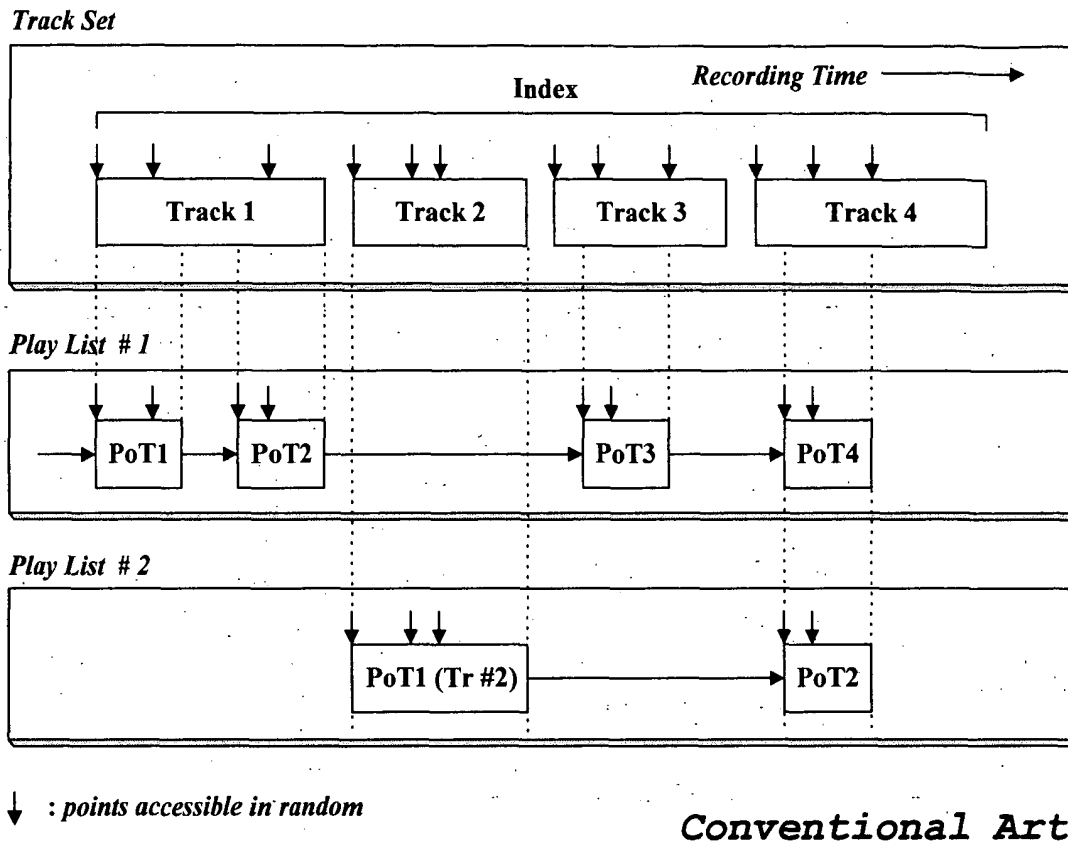 Track Set
Recording Time
Index
Track 1
Track 2
Track 3
Track 4
Play List # 1
PoT1
PoT2
PoT3
PoT4
Play List # 2
PoT1 (Tr #2)
PoT2
: points accessible in random
Conventional Art